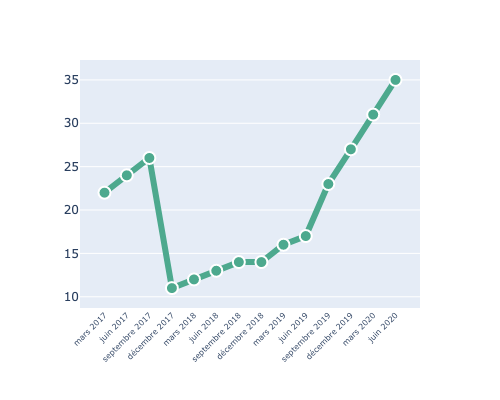 35
30
25
20
15
10
mars 2017
juin 2017
septembre 2017
décembre 2017
mars 2018
juin 2018
septembre 2018
décembre 2018
mars 2019
juin 2019
septembre 2019
décembre 2019
mars 2020
juin 2020